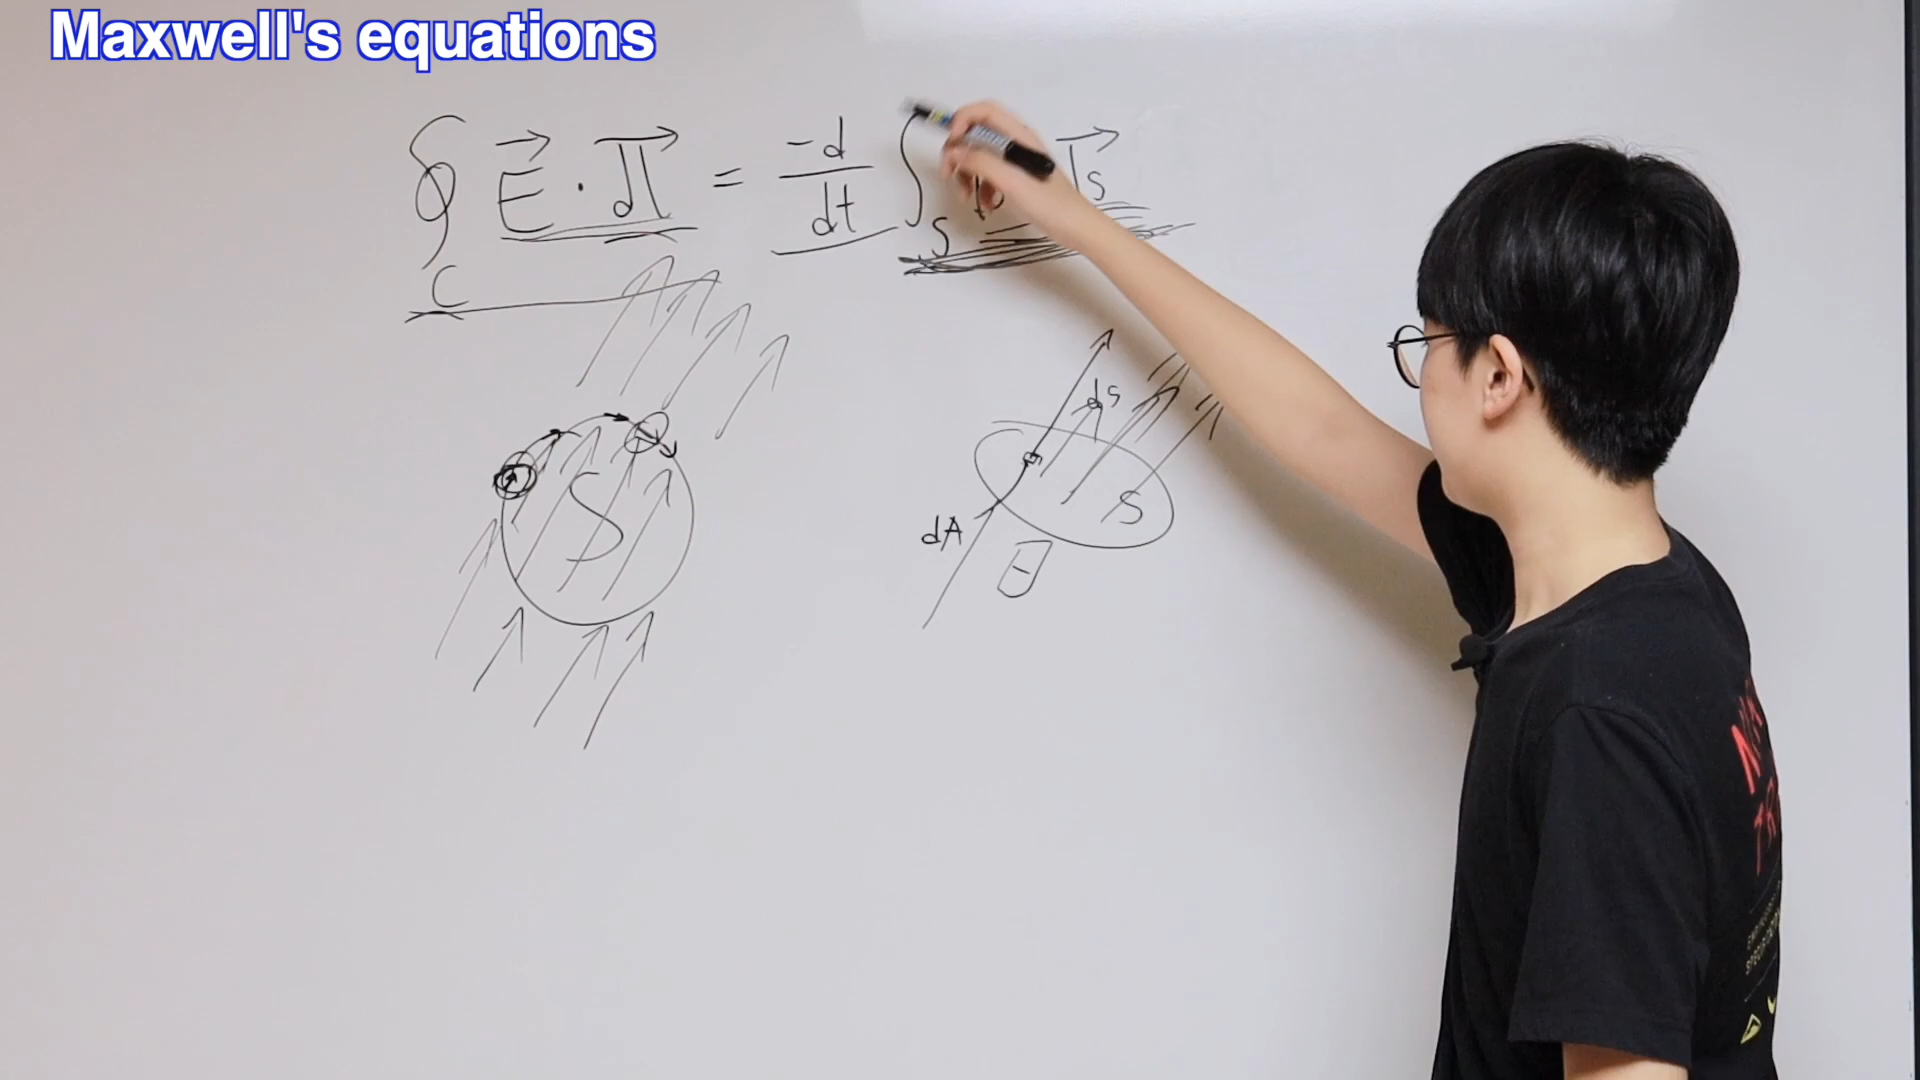 Maxwell's equations
∮ E⃗ · dl⃗ = -d/dt ∫ ds⃗
C S
ds
S S
dA